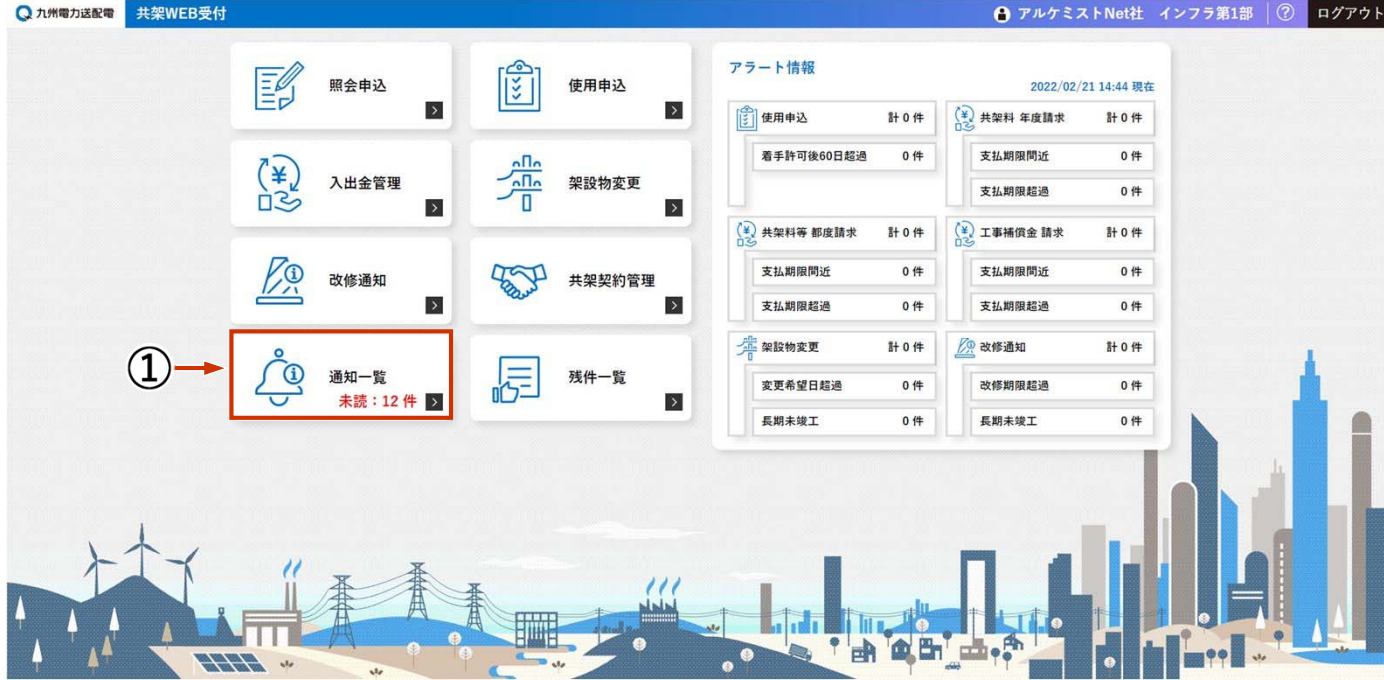 九州電力送配電 共架WEB受付 アルケミストNet社 インフラ第1部 ? ログアウト
照会申込
使用申込
入出金管理
架設物変更
改修通知
共架契約管理
①
通知一覧
未読：12 件
残件一覧
アラート情報
2022/02/21 14:44 現在
使用申込 計 0 件
着手許可後60日超過 0 件
共架料 年度請求 計 0 件
支払期限間近 0 件
支払期限超過 0 件
共架料等 都度請求 計 0 件
支払期限間近 0 件
支払期限超過 0 件
工事補償金 請求 計 0 件
支払期限間近 0 件
支払期限超過 0 件
架設物変更 計 0 件
変更希望日超過 0 件
長期未竣工 0 件
改修通知 計 0 件
改修期限超過 0 件
長期未竣工 0 件